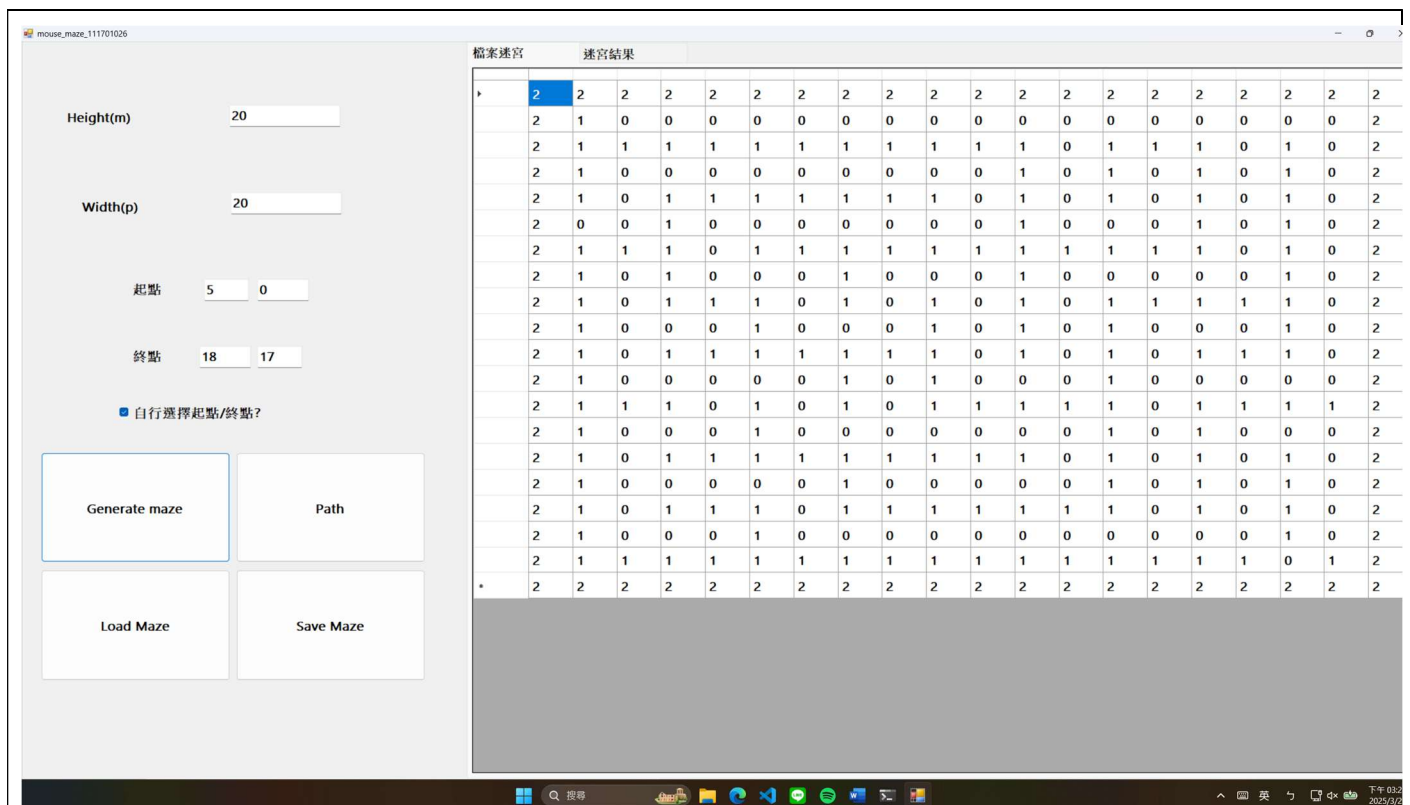 mouse_maze_111701026
檔案迷宮 迷宮結果
Height(m) 20
Width(p) 20
起點 5 0
終點 18 17
自行選擇起點/終點?
Generate maze Path
Load Maze Save Maze
2 2 2 2 2 2 2 2 2 2 2 2 2 2 2 2 2 2 2 2
2 1 0 0 0 0 0 0 0 0 0 0 0 0 0 0 0 0 0 2
2 1 1 1 1 1 1 1 1 1 1 1 0 1 1 1 0 1 0 2
2 1 0 0 0 0 0 0 0 0 0 1 0 1 0 1 0 1 0 2
2 1 0 1 1 1 1 1 1 1 0 1 0 1 0 1 0 1 0 2
2 0 0 1 0 0 0 0 0 0 0 1 0 0 0 1 0 1 0 2
2 1 1 1 0 1 1 1 1 1 1 1 1 1 1 1 0 1 0 2
2 1 0 1 0 0 0 1 0 0 0 1 0 0 0 0 0 1 0 2
2 1 0 1 1 1 0 1 0 1 0 1 0 1 1 1 1 1 0 2
2 1 0 0 0 1 0 0 0 1 0 1 0 1 0 0 0 1 0 2
2 1 0 1 1 1 1 1 1 1 0 1 0 1 0 1 1 1 0 2
2 1 0 0 0 0 0 1 0 1 0 0 0 1 0 0 0 0 0 2
2 1 1 1 0 1 0 1 0 1 1 1 1 1 0 1 1 1 1 2
2 1 0 0 0 1 0 0 0 0 0 0 0 1 0 1 0 0 0 2
2 1 0 1 1 1 1 1 1 1 1 1 0 1 0 1 0 1 0 2
2 1 0 0 0 0 0 1 0 0 0 0 0 1 0 1 0 1 0 2
2 1 0 1 1 1 0 1 1 1 1 1 1 1 0 1 0 1 0 2
2 1 0 0 0 1 0 0 0 0 0 0 0 0 0 0 0 1 0 2
2 1 1 1 1 1 1 1 1 1 1 1 1 1 1 1 1 0 1 2
2 2 2 2 2 2 2 2 2 2 2 2 2 2 2 2 2 2 2 2
搜尋
英 ㄅ
下午 03:2
2025/3/2